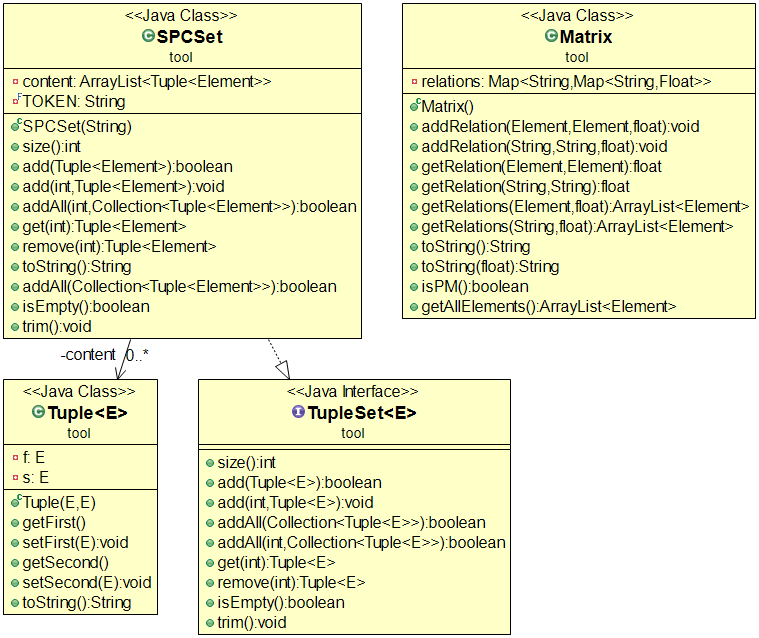 <<Java Class>>
SPCSet
tool
content: ArrayList<Tuple<Element>>
TOKEN: String
SPCSet(String)
size():int
add(Tuple<Element>):boolean
add(int,Tuple<Element>):void
addAll(int,Collection<Tuple<Element>>):boolean
get(int):Tuple<Element>
remove(int):Tuple<Element>
toString():String
addAll(Collection<Tuple<Element>>):boolean
isEmpty():boolean
trim():void
<<Java Class>>
Matrix
tool
relations: Map<String,Map<String,Float>>
Matrix()
addRelation(Element,Element,float):void
addRelation(String,String,float):void
getRelation(Element,Element):float
getRelation(String,String):float
getRelations(Element,float):ArrayList<Element>
getRelations(String,float):ArrayList<Element>
toString():String
toString(float):String
isPM():boolean
getAllElements():ArrayList<Element>
-content 0..*
<<Java Class>>
Tuple<E>
tool
f: E
s: E
Tuple(E,E)
getFirst()
setFirst(E):void
getSecond()
setSecond(E):void
toString():String
<<Java Interface>>
TupleSet<E>
tool
size():int
add(Tuple<E>):boolean
add(int,Tuple<E>):void
addAll(Collection<Tuple<E>>):boolean
addAll(int,Collection<Tuple<E>>):boolean
get(int):Tuple<E>
remove(int):Tuple<E>
isEmpty():boolean
trim():void